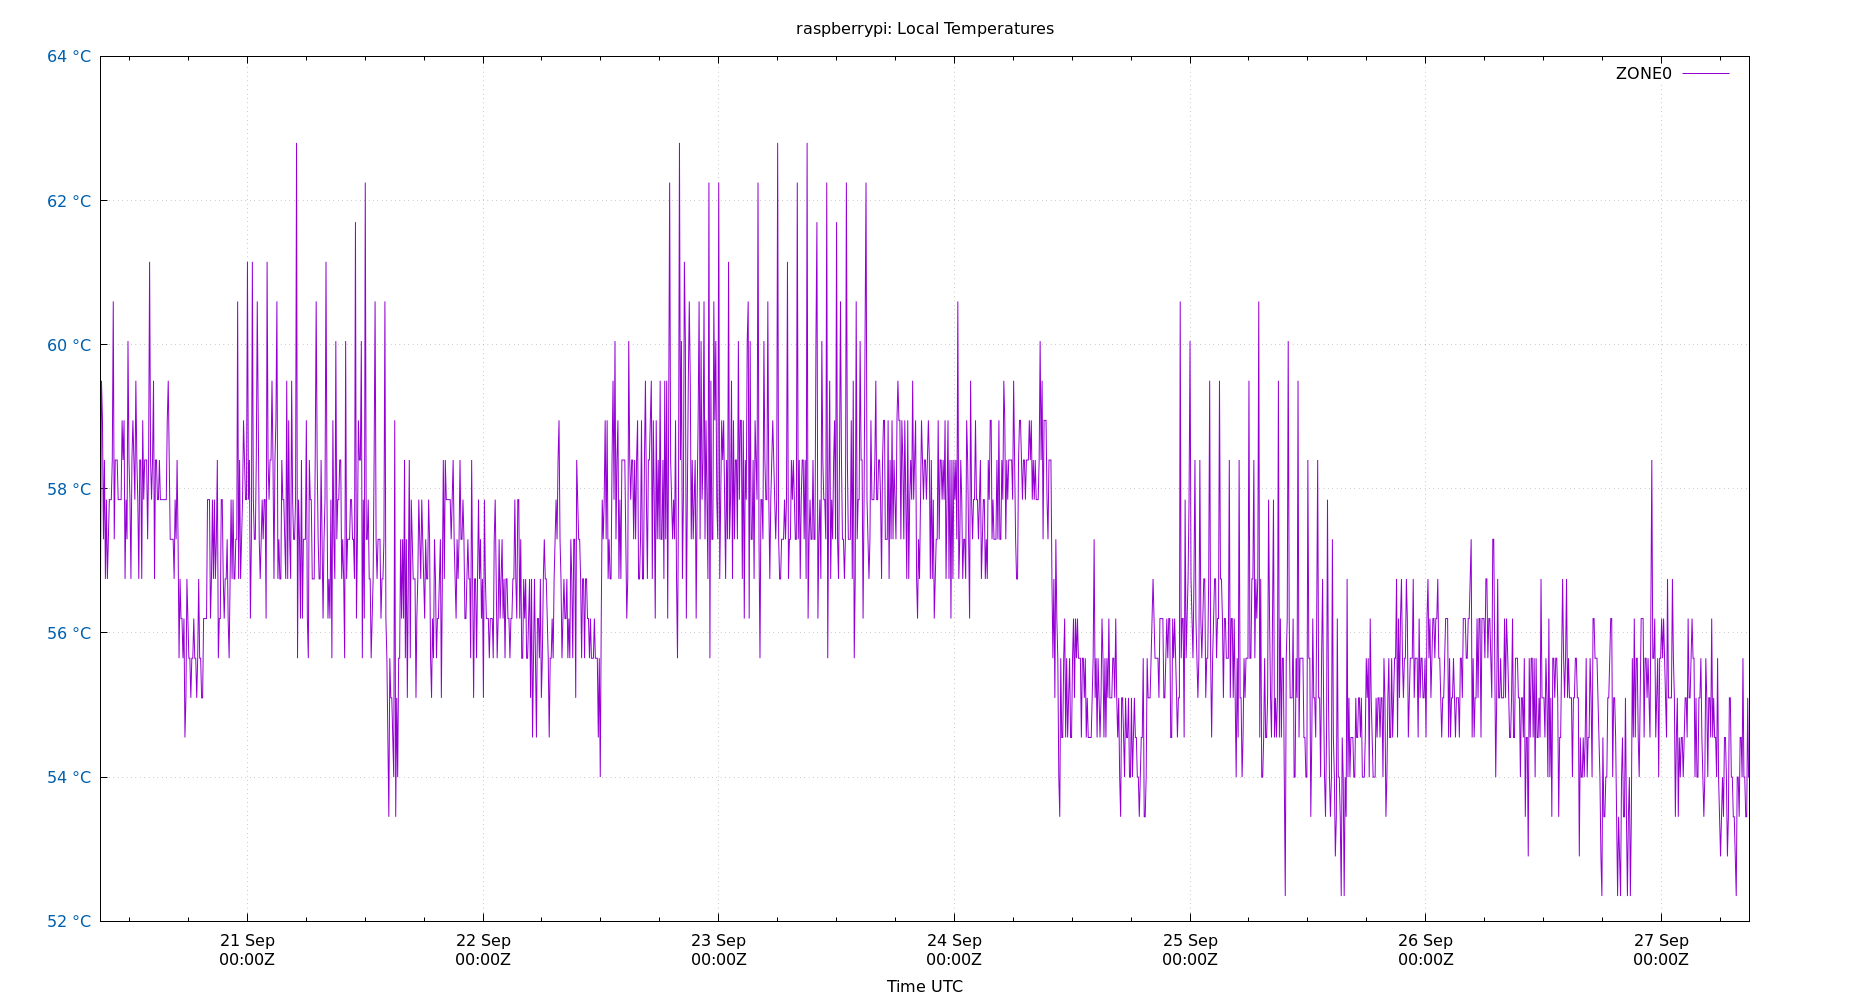 raspberrypi: Local Temperatures
64 °C
ZONE0
62 °C
60 °C
58 °C
56 °C
54 °C
52 °C
21 Sep 22 Sep 23 Sep 24 Sep 25 Sep 26 Sep 27 Sep
00:00Z 00:00Z 00:00Z 00:00Z 00:00Z 00:00Z 00:00Z
Time UTC